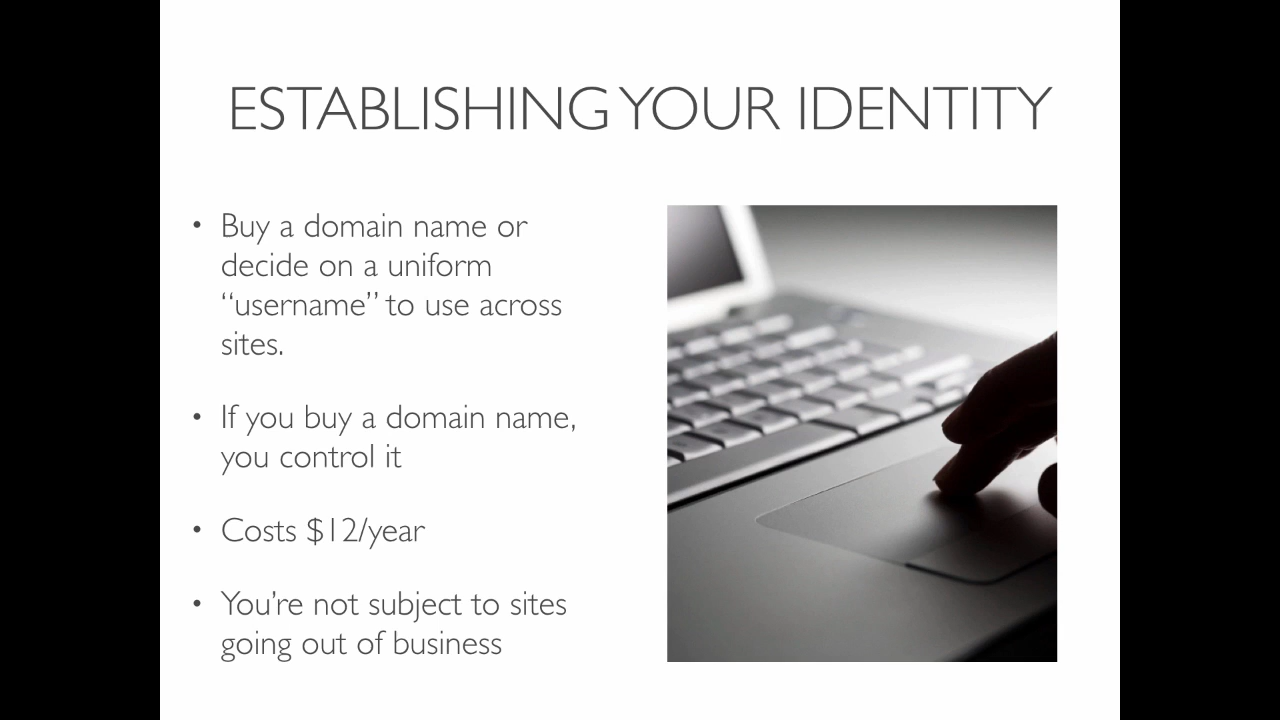 ESTABLISHING YOUR IDENTITY
• Buy a domain name or
decide on a uniform
“username” to use across
sites.
• If you buy a domain name,
you control it
• Costs $12/year
• You’re not subject to sites
going out of business